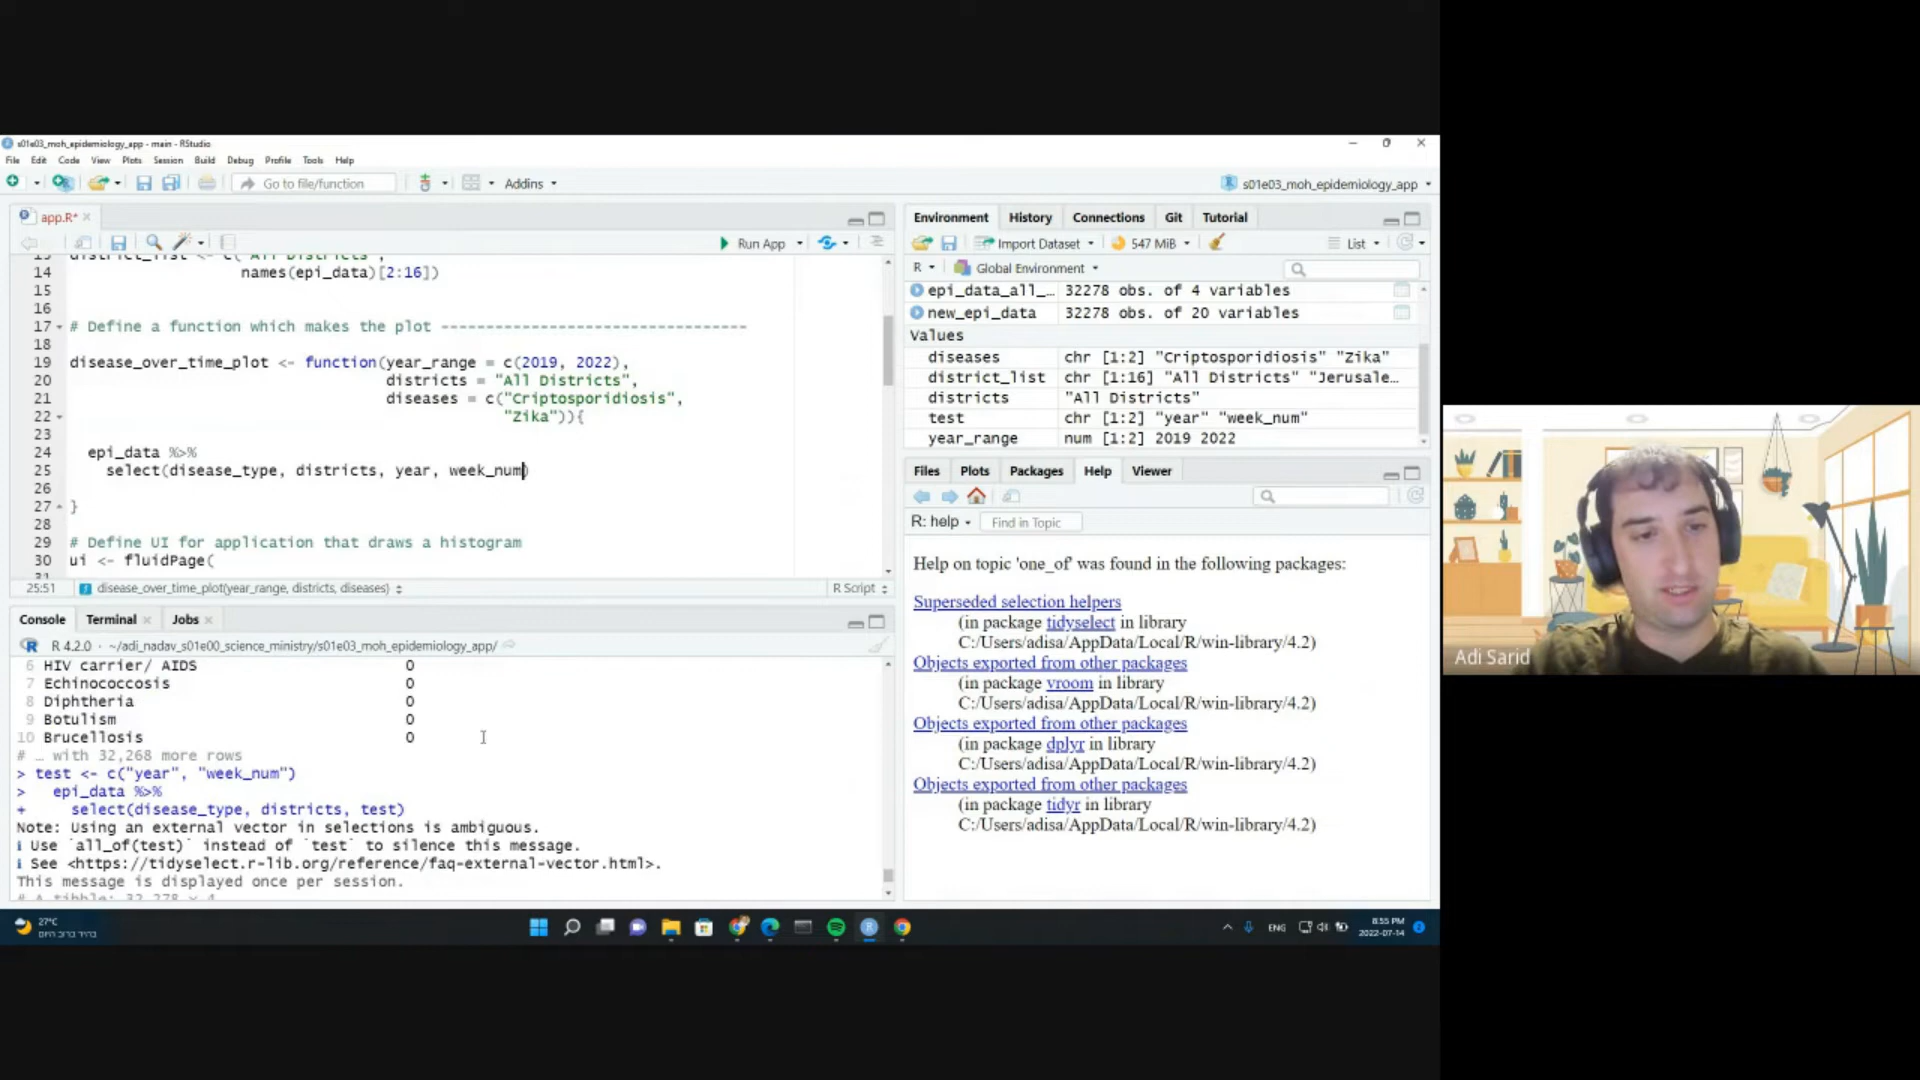 s01e03_moh_epidemiology_app - main - RStudio
File Edit Code View Plots Session Build Debug Profile Tools Help
Go to file/function
Addins
s01e03_moh_epidemiology_app
app.R*
Run App
13 district_list <- c("All Districts",
14 names(epi_data)[2:16])
15
16
17 # Define a function which makes the plot ----------------------------------
18
19 disease_over_time_plot <- function(year_range = c(2019, 2022),
20 districts = "All Districts",
21 diseases = c("Criptosporidiosis",
22 "Zika")){
23
24 epi_data %>%
25 select(disease_type, districts, year, week_num)
26
27 }
28
29 # Define UI for application that draws a histogram
30 ui <- fluidPage(
31
25:51 disease_over_time_plot(year_range, districts, diseases) R Script
Console Terminal Jobs
R 4.2.0 · ~/adi_nadav_s01e00_science_ministry/s01e03_moh_epidemiology_app/
6 HIV carrier/ AIDS 0
7 Echinococcosis 0
8 Diphtheria 0
9 Botulism 0
10 Brucellosis 0
# … with 32,268 more rows
> test <- c("year", "week_num")
> epi_data %>%
+ select(disease_type, districts, test)
Note: Using an external vector in selections is ambiguous.
i Use `all_of(test)` instead of `test` to silence this message.
i See <https://tidyselect.r-lib.org/reference/faq-external-vector.html>.
This message is displayed once per session.
# A tibble: 32,278 × 4
Environment History Connections Git Tutorial
Import Dataset 547 MiB List
R Global Environment
epi_data_all_… 32278 obs. of 4 variables
new_epi_data 32278 obs. of 20 variables
Values
diseases chr [1:2] "Criptosporidiosis" "Zika"
district_list chr [1:16] "All Districts" "Jerusale…
districts "All Districts"
test chr [1:2] "year" "week_num"
year_range num [1:2] 2019 2022
Files Plots Packages Help Viewer
R: help Find in Topic
Help on topic 'one_of' was found in the following packages:
Superseded selection helpers
(in package tidyselect in library
C:/Users/adisa/AppData/Local/R/win-library/4.2)
Objects exported from other packages
(in package vroom in library
C:/Users/adisa/AppData/Local/R/win-library/4.2)
Objects exported from other packages
(in package dplyr in library
C:/Users/adisa/AppData/Local/R/win-library/4.2)
Objects exported from other packages
(in package tidyr in library
C:/Users/adisa/AppData/Local/R/win-library/4.2)
Adi Sarid
27°C
ENG
8:55 PM
2022-07-14